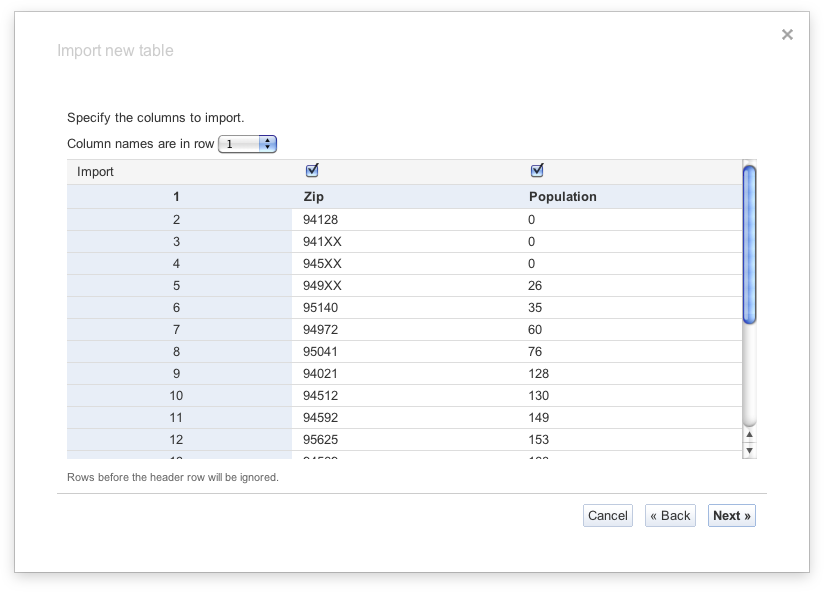 Import new table
Specify the columns to import.
Column names are in row 1
Import
1 Zip Population
2 94128 0
3 941XX 0
4 945XX 0
5 949XX 26
6 95140 35
7 94972 60
8 95041 76
9 94021 128
10 94512 130
11 94592 149
12 95625 153
Rows before the header row will be ignored.
Cancel « Back Next »